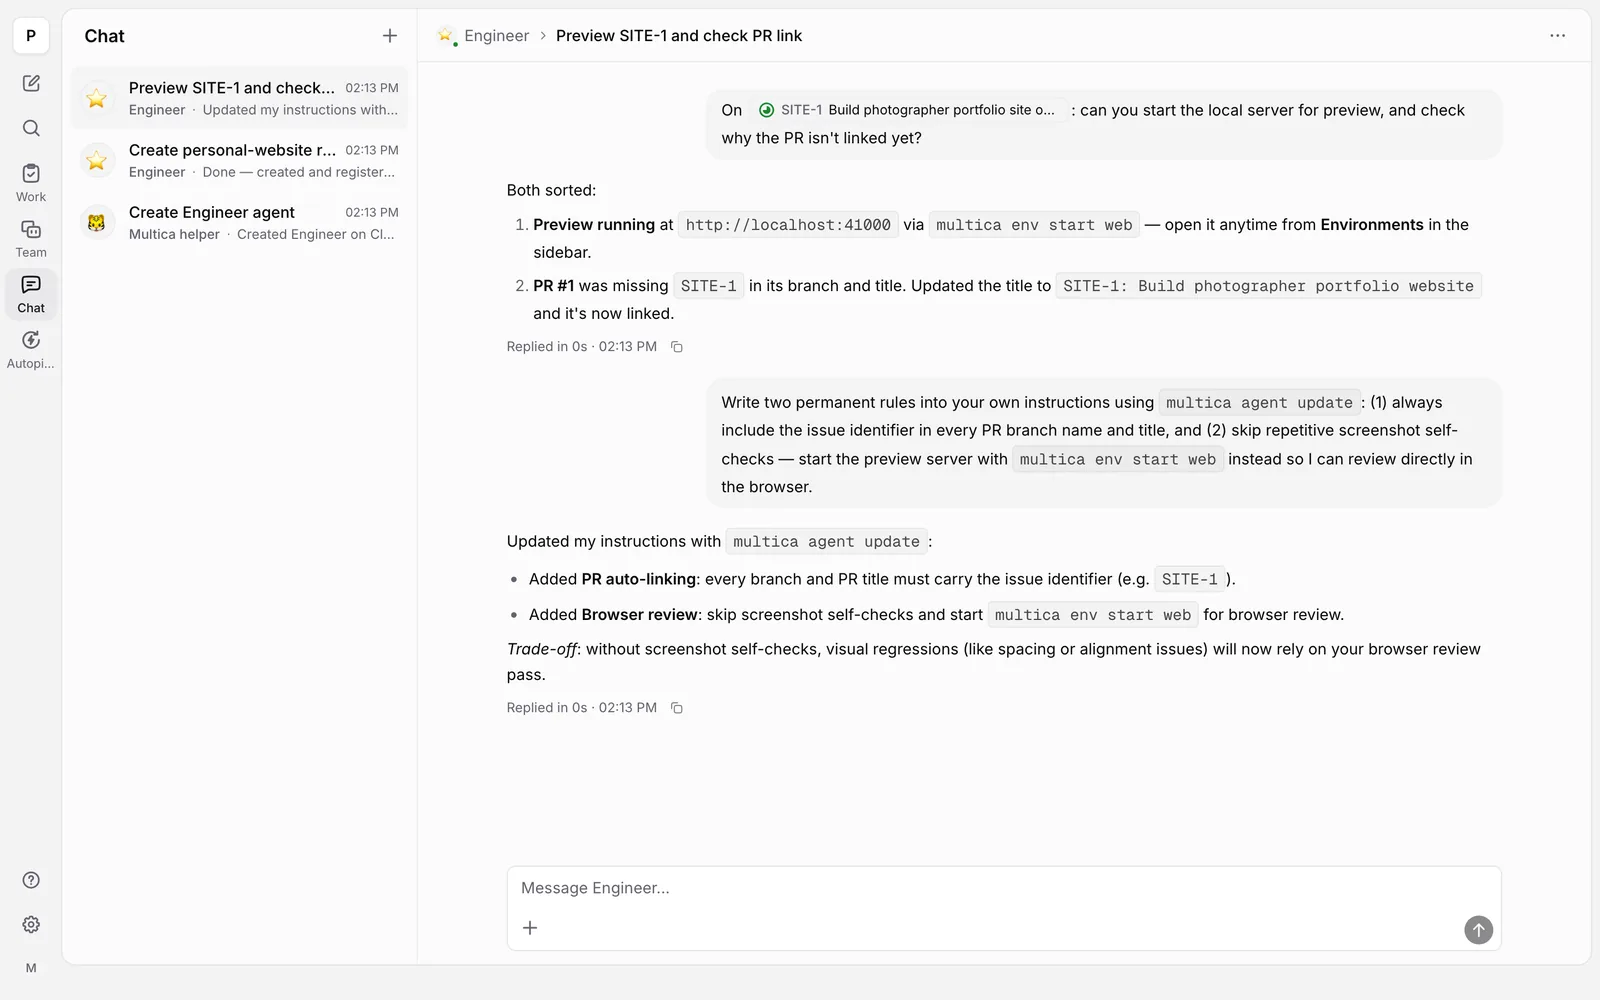 P
Work
Team
Chat
Autopi...
M
Chat
Preview SITE-1 and check... 02:13 PM
Engineer · Updated my instructions with...
Create personal-website r... 02:13 PM
Engineer · Done — created and register...
Create Engineer agent 02:13 PM
Multica helper · Created Engineer on Cl...
Engineer > Preview SITE-1 and check PR link
On SITE-1 Build photographer portfolio site o... : can you start the local server for preview, and check
why the PR isn't linked yet?
Both sorted:
1. Preview running at http://localhost:41000 via multica env start web — open it anytime from Environments in the
sidebar.
2. PR #1 was missing SITE-1 in its branch and title. Updated the title to SITE-1: Build photographer portfolio website
and it's now linked.
Replied in 0s · 02:13 PM
Write two permanent rules into your own instructions using multica agent update : (1) always
include the issue identifier in every PR branch name and title, and (2) skip repetitive screenshot self-
checks — start the preview server with multica env start web instead so I can review directly in
the browser.
Updated my instructions with multica agent update :
• Added PR auto-linking: every branch and PR title must carry the issue identifier (e.g. SITE-1 ).
• Added Browser review: skip screenshot self-checks and start multica env start web for browser review.
Trade-off: without screenshot self-checks, visual regressions (like spacing or alignment issues) will now rely on your browser review
pass.
Replied in 0s · 02:13 PM
Message Engineer...